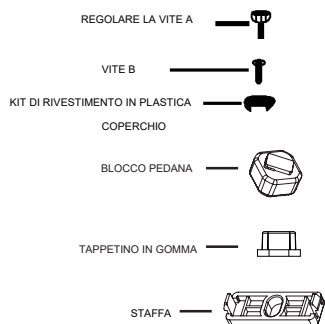 REGOLARE LA VITE A
VITE B
KIT DI RIVESTIMENTO IN PLASTICA
COPERCHIO
BLOCCO PEDANA
TAPPETINO IN GOMMA
STAFFA